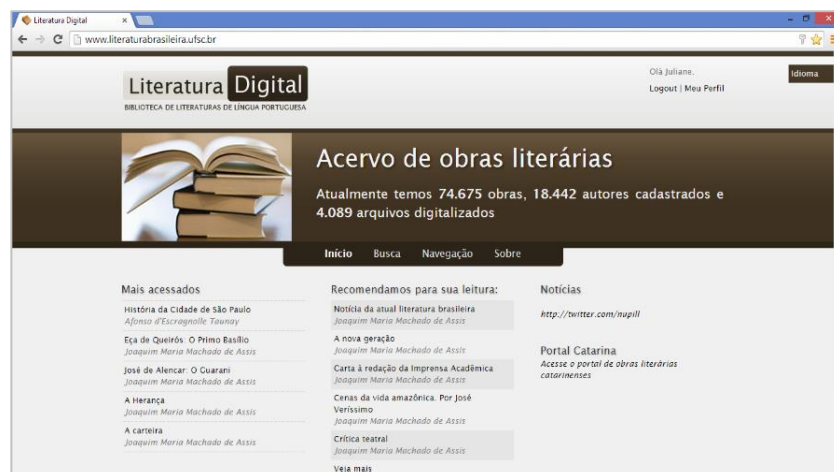 Literatura Digital
www.literaturabrasileira.ufsc.br
Olà Juliane.
Idioma
Logout | Meu Perfil
Literatura Digital
BIBLIOTECA DE LITERATURAS DE LÍNGUA PORTUGUESA
Acervo de obras literárias
Atualmente temos 74.675 obras, 18.442 autores cadastrados e
4.089 arquivos digitalizados
Início Busca Navegação Sobre
Mais acessados
História da Cidade de São Paulo
Afonso d'Escragnolle Taunay
Eça de Queirós: O Primo Basílio
Joaquim Maria Machado de Assis
José de Alencar: O Guarani
Joaquim Maria Machado de Assis
A Herança
Joaquim Maria Machado de Assis
A carteira
Joaquim Maria Machado de Assis
Recomendamos para sua leitura:
Notícia da atual literatura brasileira
Joaquim Maria Machado de Assis
A nova geração
Joaquim Maria Machado de Assis
Carta à redação da Imprensa Acadêmica
Joaquim Maria Machado de Assis
Cenas da vida amazônica. Por José
Veríssimo
Joaquim Maria Machado de Assis
Crítica teatral
Joaquim Maria Machado de Assis
Veja mais
Notícias
http://twitter.com/nupill
Portal Catarina
Acesse o portal de obras literárias
catarinenses